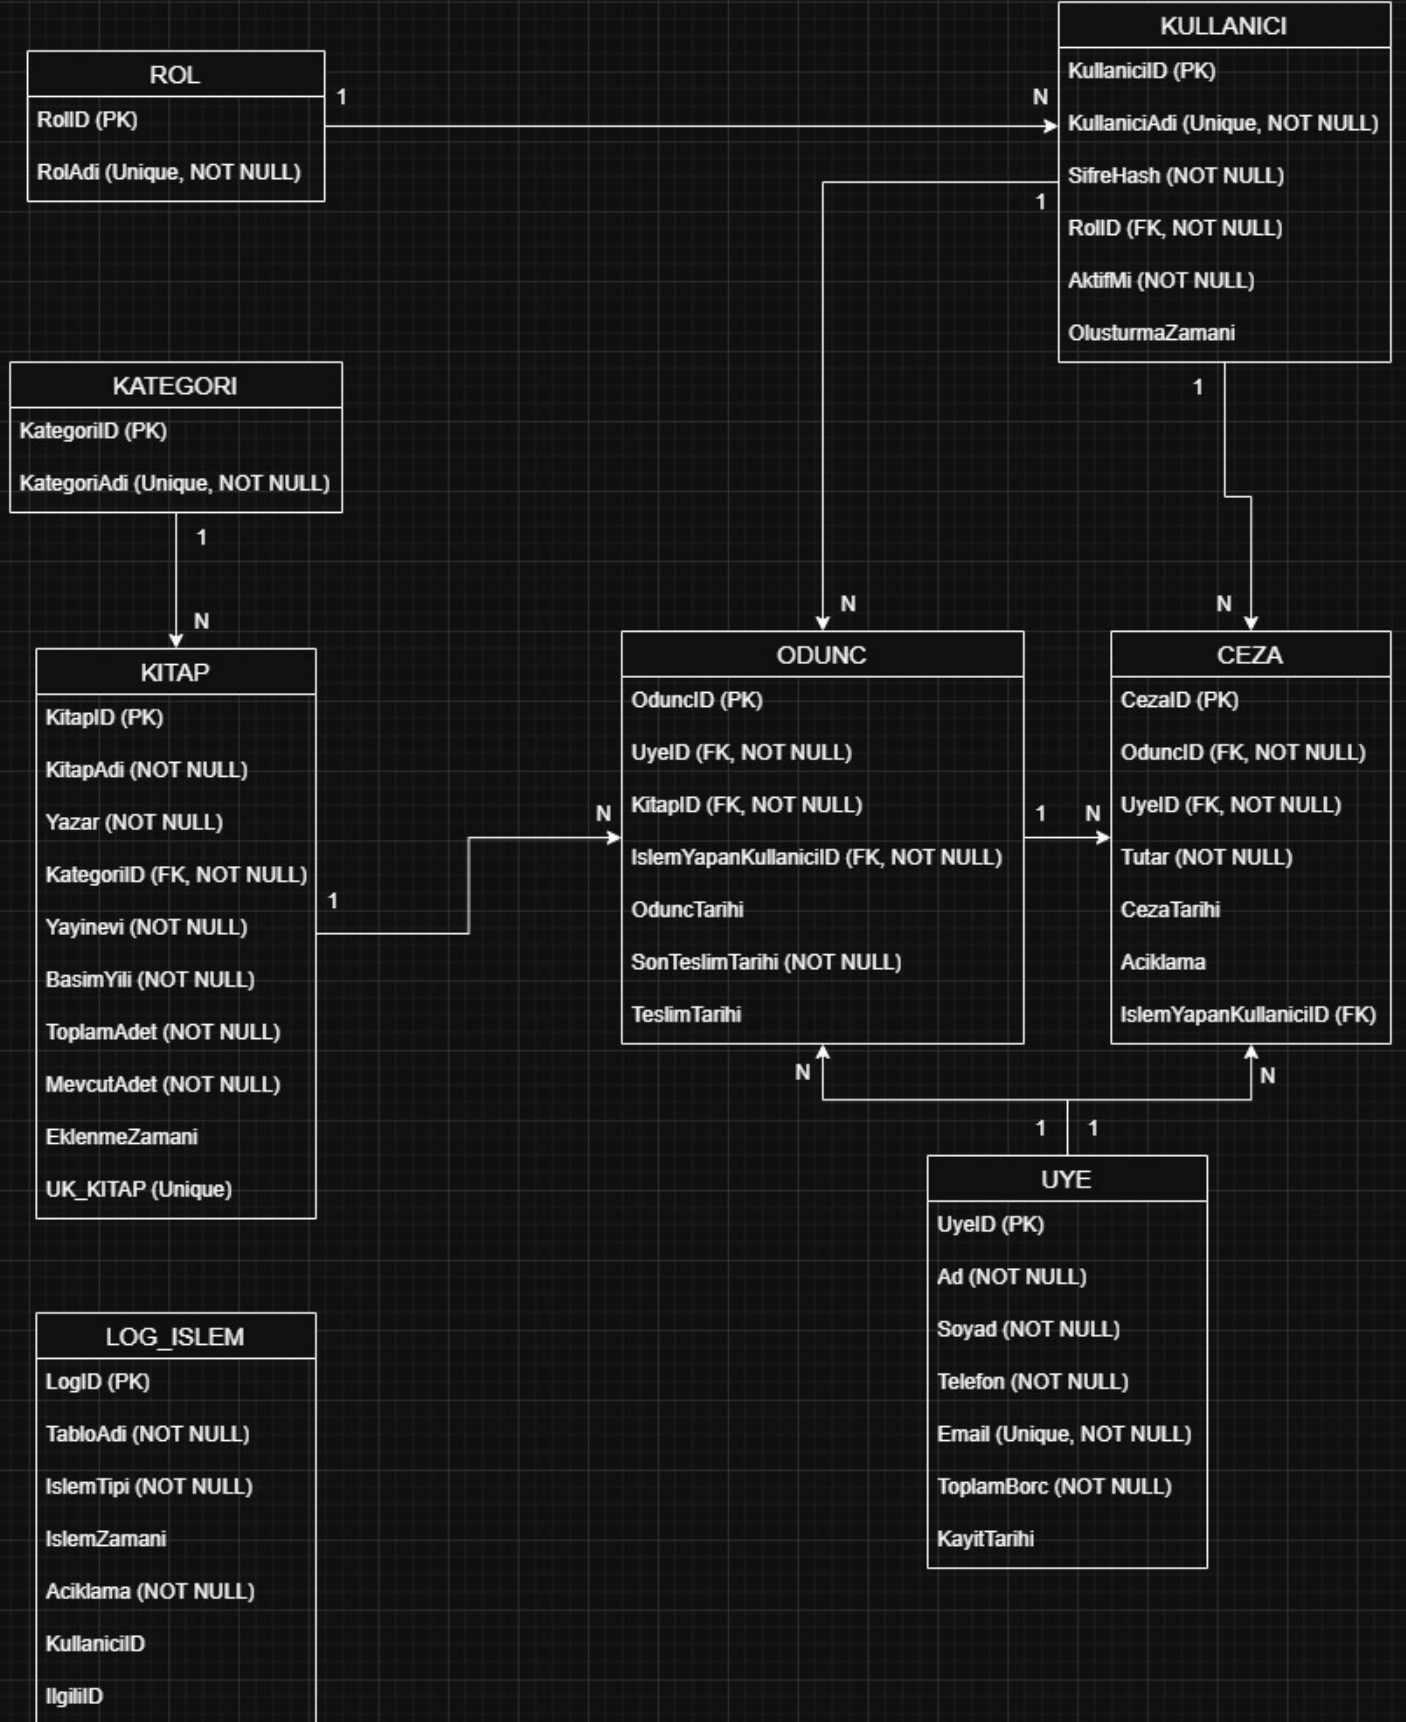 ROL
RolID (PK)
RolAdi (Unique, NOT NULL)
1
N
KULLANICI
KullaniciID (PK)
KullaniciAdi (Unique, NOT NULL)
SifreHash (NOT NULL)
RolID (FK, NOT NULL)
AktifMi (NOT NULL)
OlusturmaZamani
1
1
KATEGORI
KategoriID (PK)
KategoriAdi (Unique, NOT NULL)
1
N
N
N
KITAP
KitapID (PK)
KitapAdi (NOT NULL)
Yazar (NOT NULL)
KategoriID (FK, NOT NULL)
Yayinevi (NOT NULL)
BasimYili (NOT NULL)
ToplamAdet (NOT NULL)
MevcutAdet (NOT NULL)
EklenmeZamani
UK_KITAP (Unique)
1
N
ODUNC
OduncID (PK)
UyeID (FK, NOT NULL)
KitapID (FK, NOT NULL)
IslemYapanKullaniciID (FK, NOT NULL)
OduncTarihi
SonTeslimTarihi (NOT NULL)
TeslimTarihi
1
N
CEZA
CezaID (PK)
OduncID (FK, NOT NULL)
UyeID (FK, NOT NULL)
Tutar (NOT NULL)
CezaTarihi
Aciklama
IslemYapanKullaniciID (FK)
N
N
1
1
UYE
UyeID (PK)
Ad (NOT NULL)
Soyad (NOT NULL)
Telefon (NOT NULL)
Email (Unique, NOT NULL)
ToplamBorc (NOT NULL)
KayitTarihi
LOG_ISLEM
LogID (PK)
TabloAdi (NOT NULL)
IslemTipi (NOT NULL)
IslemZamani
Aciklama (NOT NULL)
KullaniciID
IlgiliID